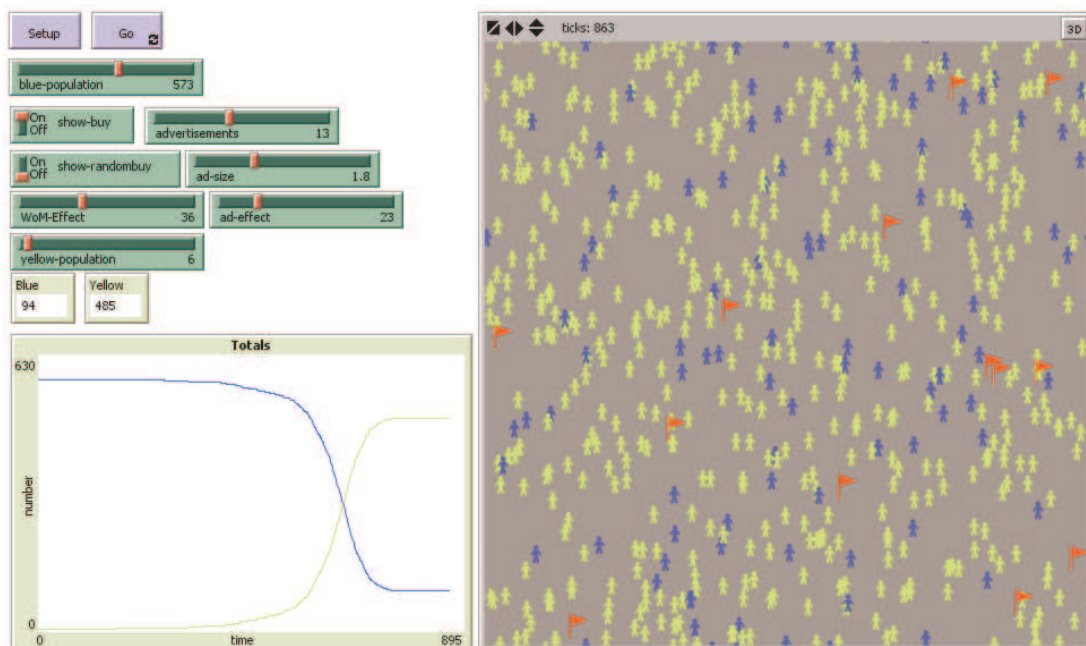 Setup
Go
ticks: 863
3D
blue-population 573
On
Off
show-buy
advertisements 13
On
Off
show-randombuy
ad-size 1.8
WoM-Effect 36
ad-effect 23
yellow-population 6
Blue
94
Yellow
485
Totals
630
number
0
0
time
895